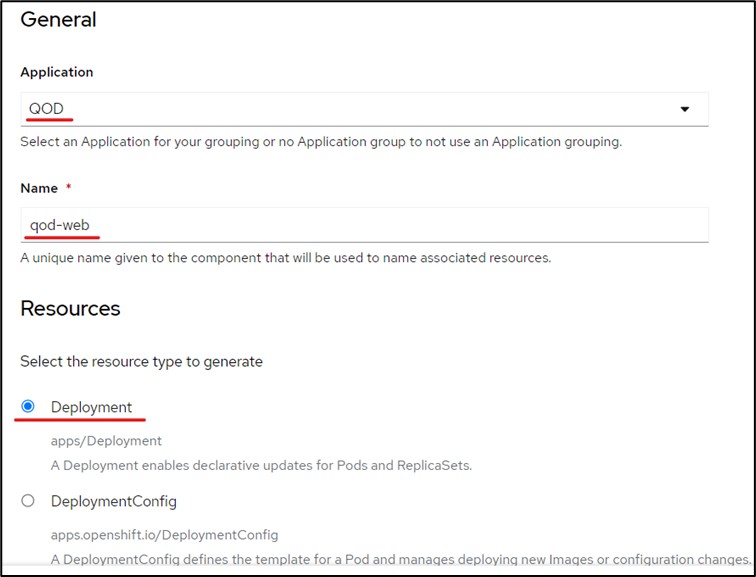 General
Application
QOD
Select an Application for your grouping or no Application group to not use an Application grouping.
Name *
qod-web
A unique name given to the component that will be used to name associated resources.
Resources
Select the resource type to generate
Deployment
apps/Deployment
A Deployment enables declarative updates for Pods and ReplicaSets.
DeploymentConfig
apps.openshift.io/DeploymentConfig
A DeploymentConfig defines the template for a Pod and manages deploying new Images or configuration changes.